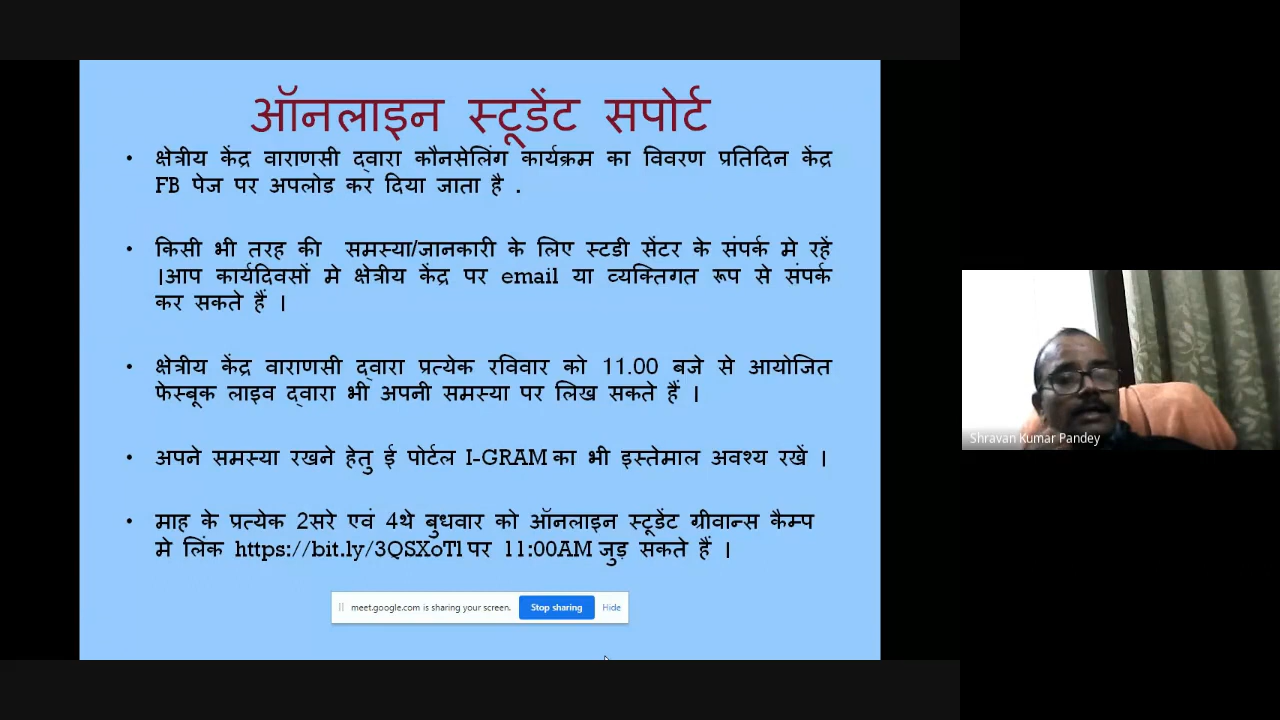 ऑनलाइन स्टूडेंट सपोर्ट
• क्षेत्रीय केंद्र वाराणसी द्वारा कौनसेलिंग कार्यक्रम का विवरण प्रतिदिन केंद्र
FB पेज पर अपलोड कर दिया जाता है .
• किसी भी तरह की समस्या/जानकारी के लिए स्टडी सेंटर के संपर्क मे रहें
।आप कार्यदिवसों मे क्षेत्रीय केंद्र पर email या व्यक्तिगत रूप से संपर्क
कर सकते हैं ।
• क्षेत्रीय केंद्र वाराणसी द्वारा प्रत्येक रविवार को 11.00 बजे से आयोजित
फेस्बूक लाइव द्वारा भी अपनी समस्या पर लिख सकते हैं ।
• अपने समस्या रखने हेतु ई पोर्टल I-GRAM का भी इस्तेमाल अवश्य रखें ।
• माह के प्रत्येक 2सरे एवं 4थे बुधवार को ऑनलाइन स्टूडेंट ग्रीवान्स कैम्प
मे लिंक https://bit.ly/3QSXoTl पर 11:00AM जुड़ सकते हैं ।
meet.google.com is sharing your screen. Stop sharing Hide
Shravan Kumar Pandey